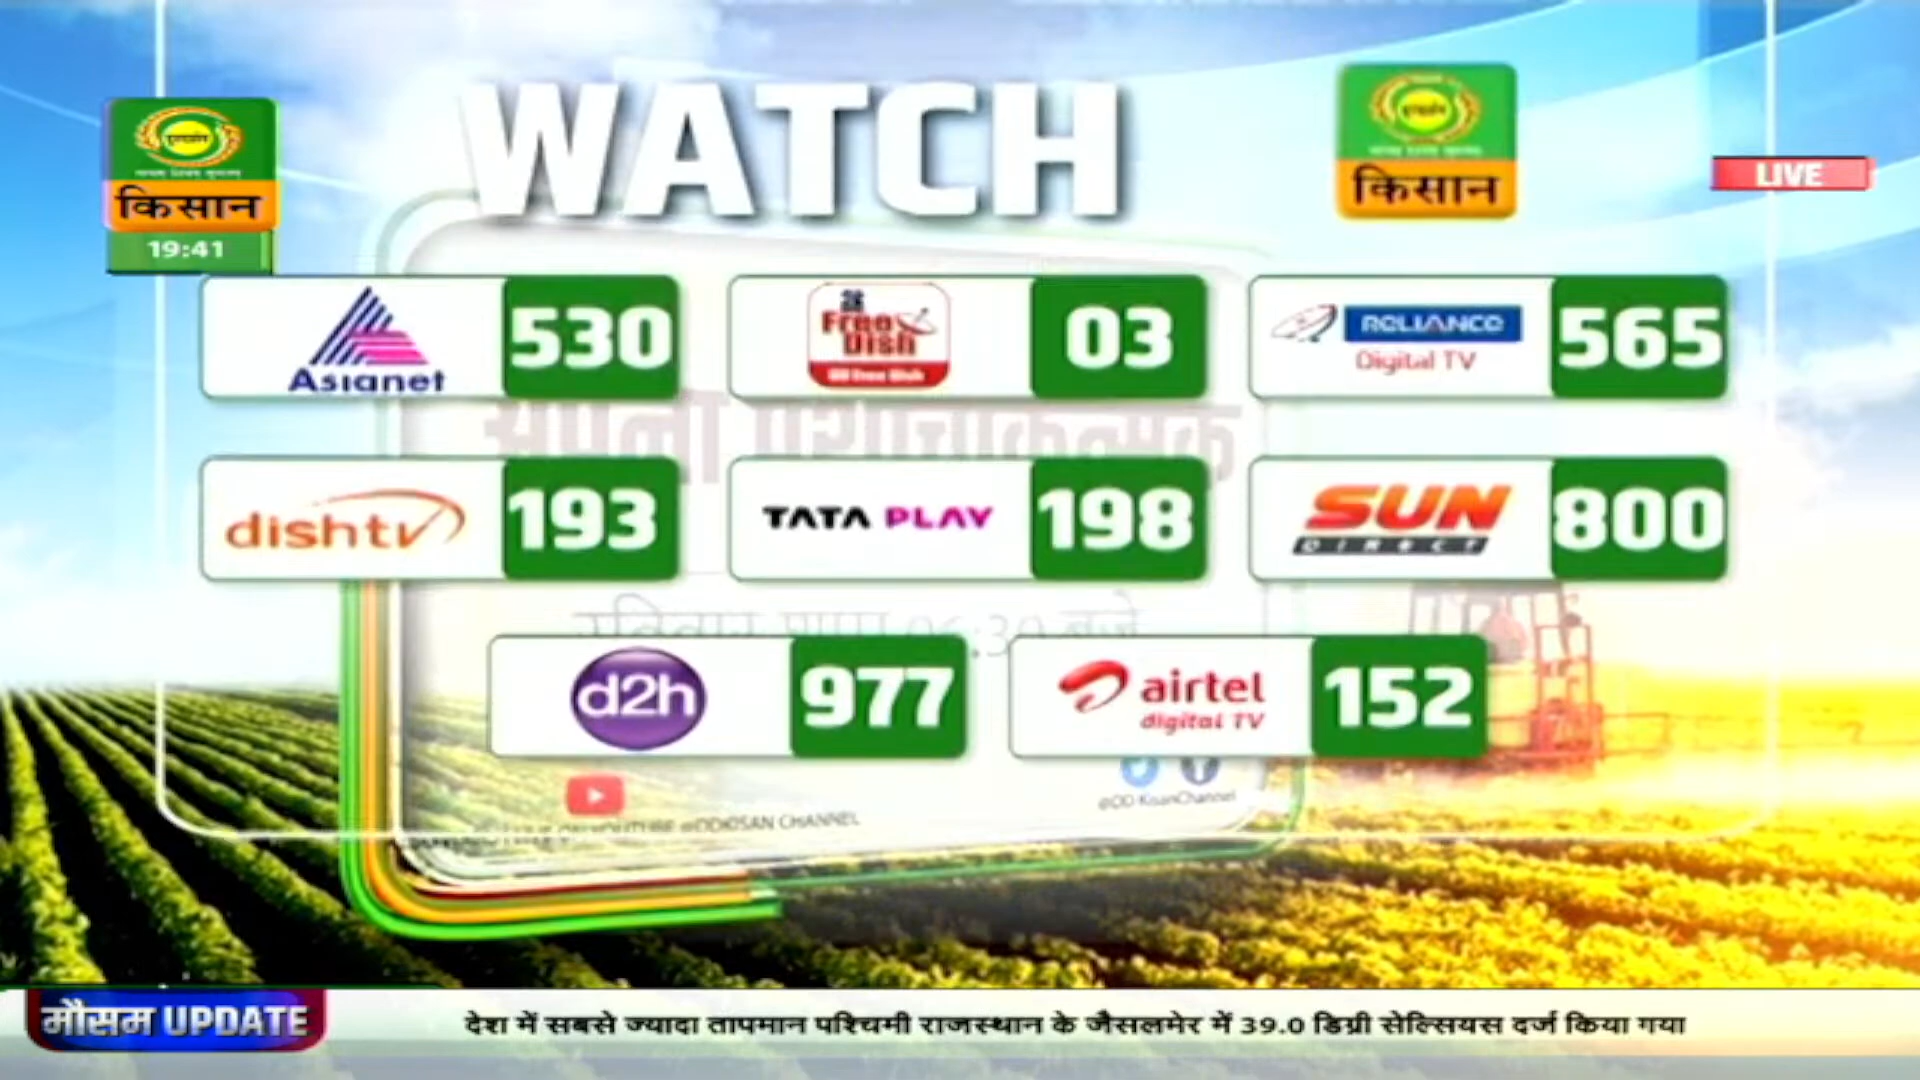 WATCH
किसान
किसान
LIVE
19:41
Asianet
530
Free Dish
03
RELIANCE
Digital TV
565
dishtv
193
TATA PLAY
198
SUN
DIRECT
800
d2h
977
airtel
digital TV
152
@DD KisanChannel
मौसम UPDATE
देश में सबसे ज्यादा तापमान पश्चिमी राजस्थान के जैसलमेर में 39.0 डिग्री सेल्सियस दर्ज किया गया